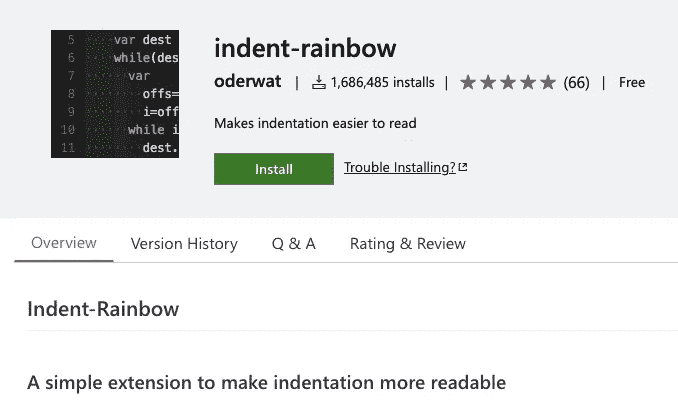 5 var dest
6 while(des
7 var
8 offs=
9 i=off
10 while i
11 dest.
indent-rainbow
oderwat | 1,686,485 installs | (66) | Free
Makes indentation easier to read
Install Trouble Installing?
Overview Version History Q & A Rating & Review
Indent-Rainbow
A simple extension to make indentation more readable